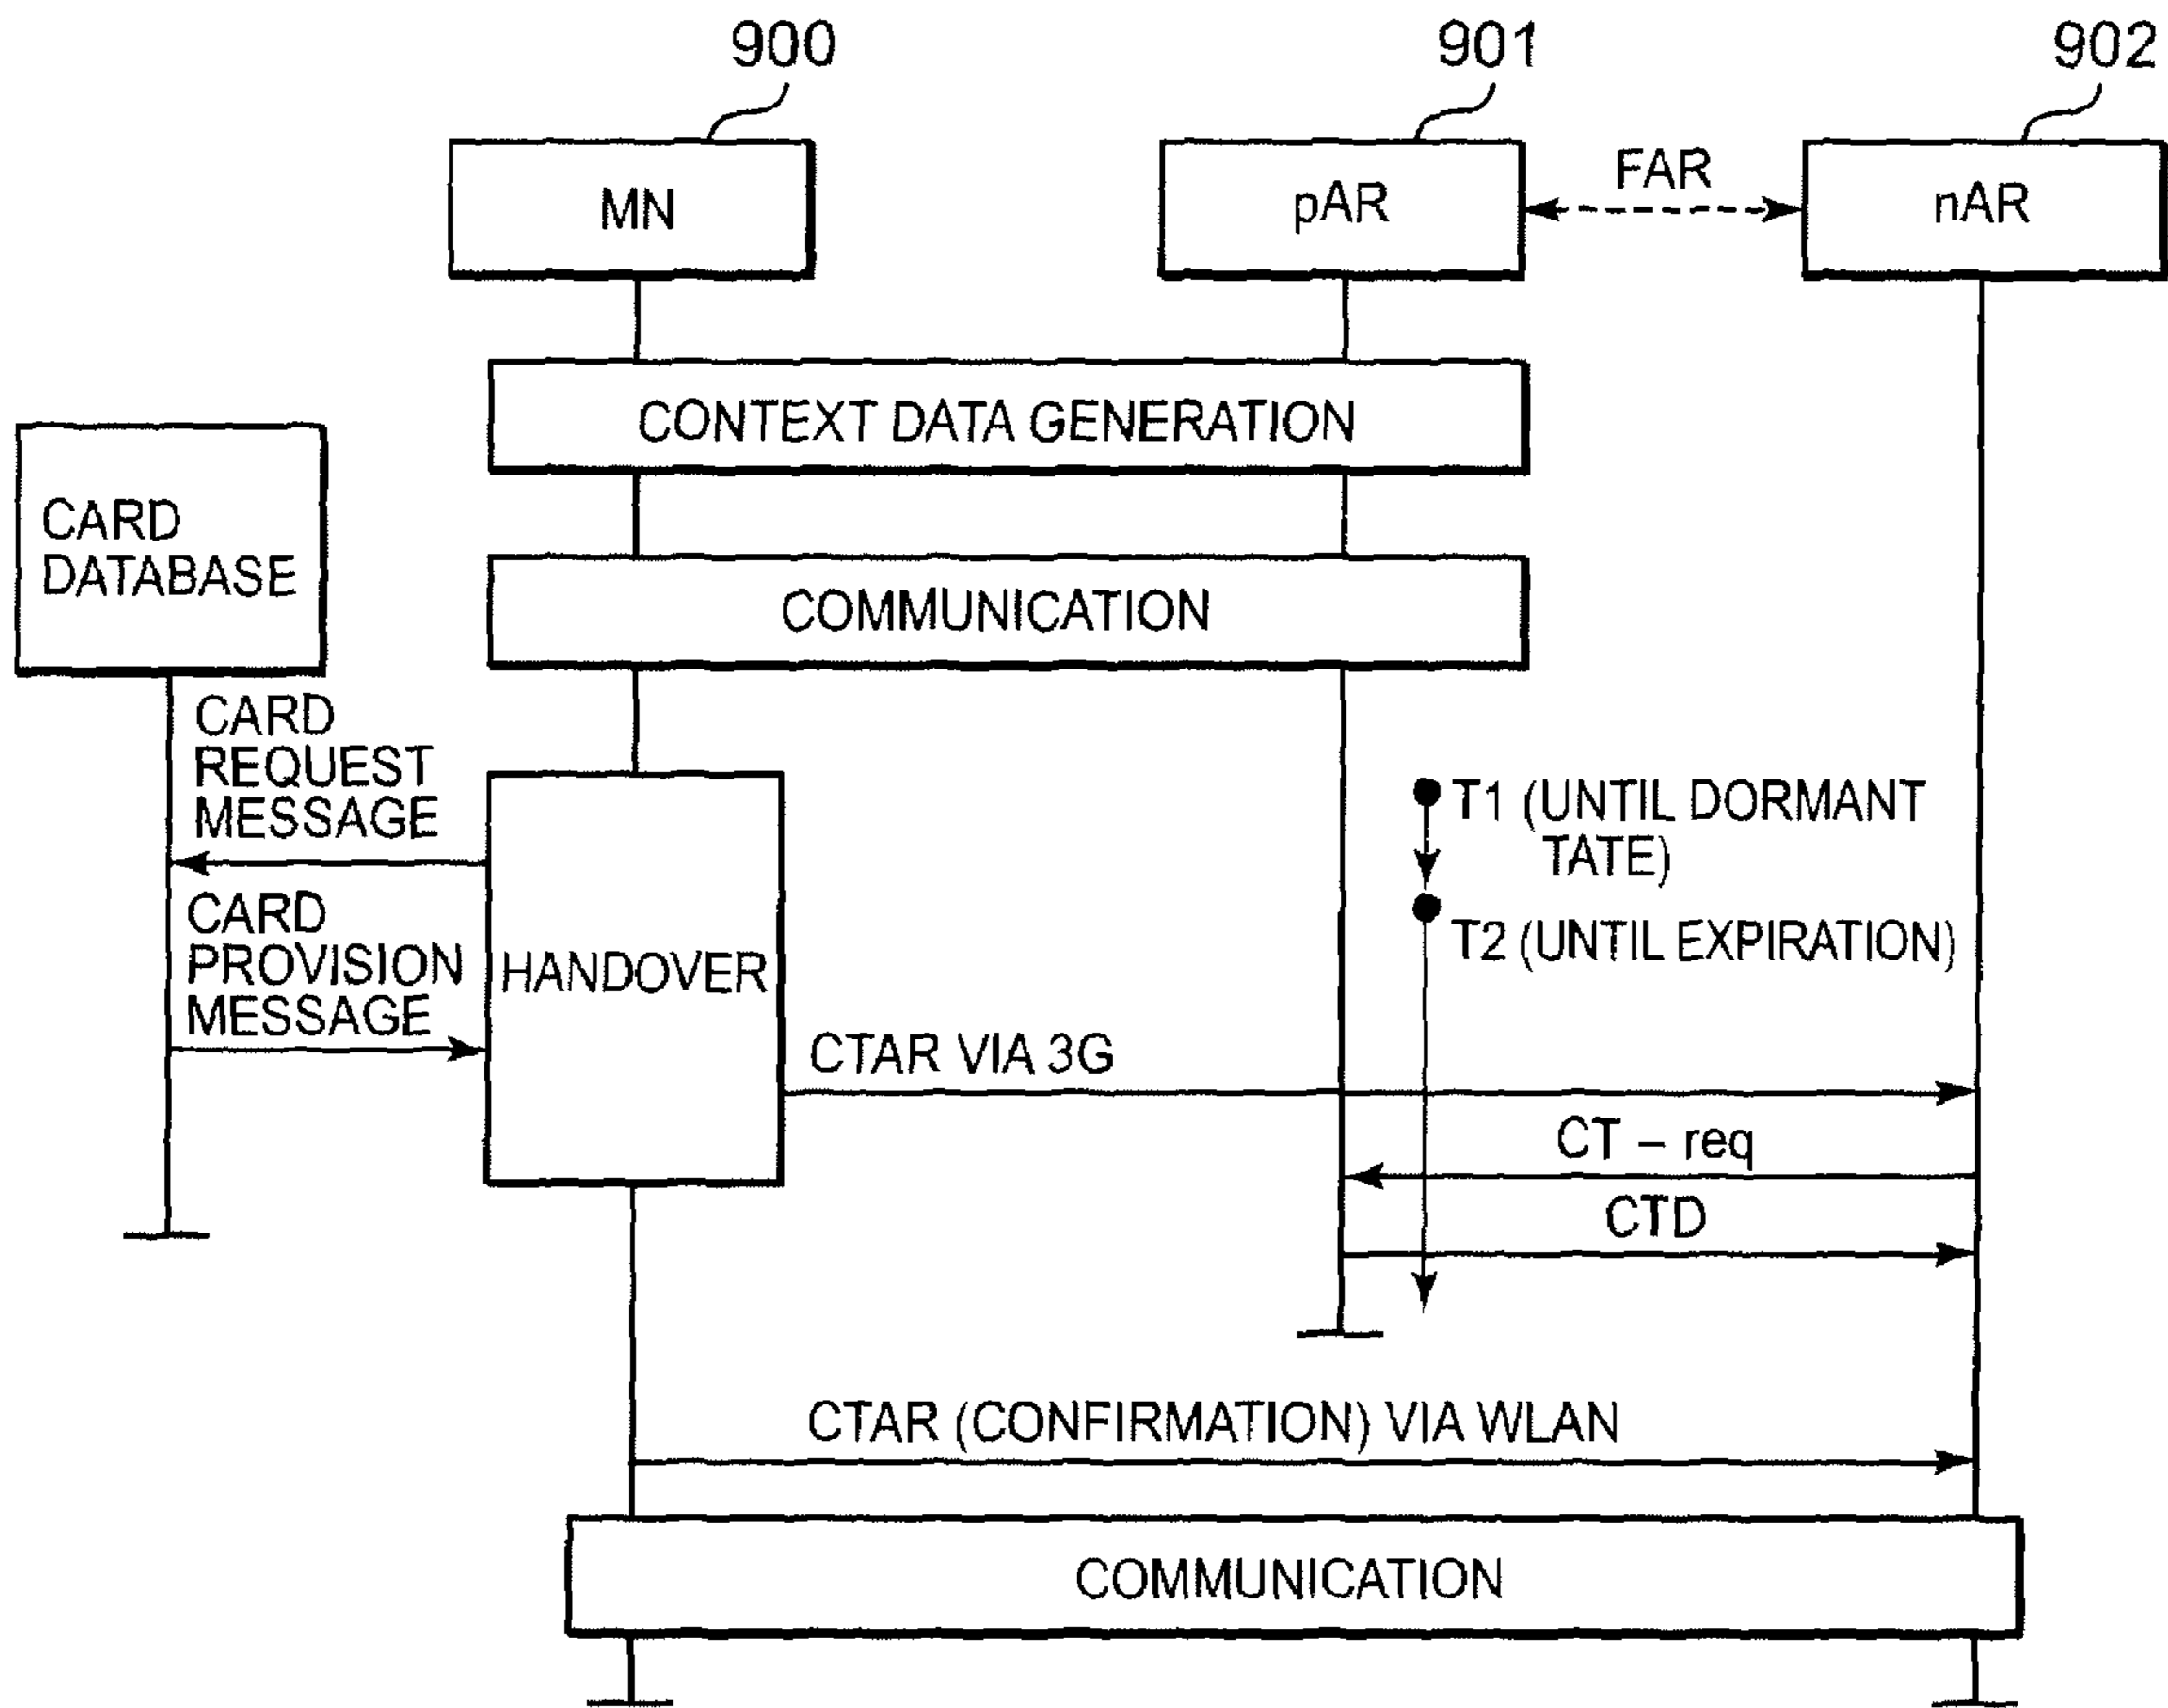 900
901
902
MN
pAR
FAR
nAR
CONTEXT DATA GENERATION
CARD
DATABASE
COMMUNICATION
CARD
REQUEST
MESSAGE
T1 (UNTIL DORMANT
TATE)
CARD
PROVISION
MESSAGE
HANDOVER
T2 (UNTIL EXPIRATION)
CTAR VIA 3G
CT – req
CTD
CTAR (CONFIRMATION) VIA WLAN
COMMUNICATION